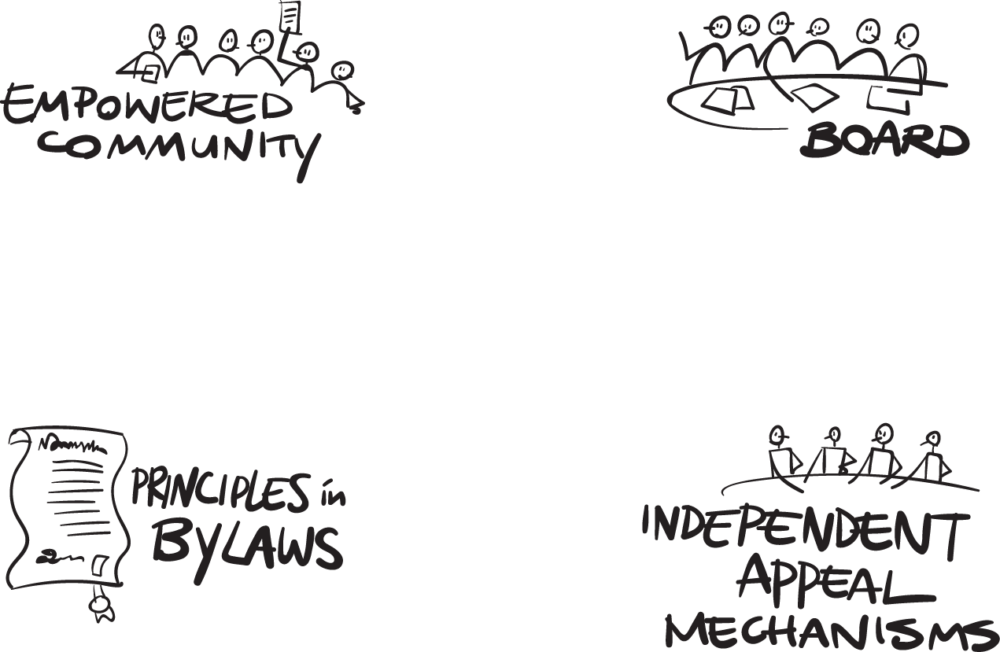 EMPOWERED
COMMUNITY
BOARD
PRINCIPLES in
BYLAWS
INDEPENDENT
APPEAL
MECHANISMS